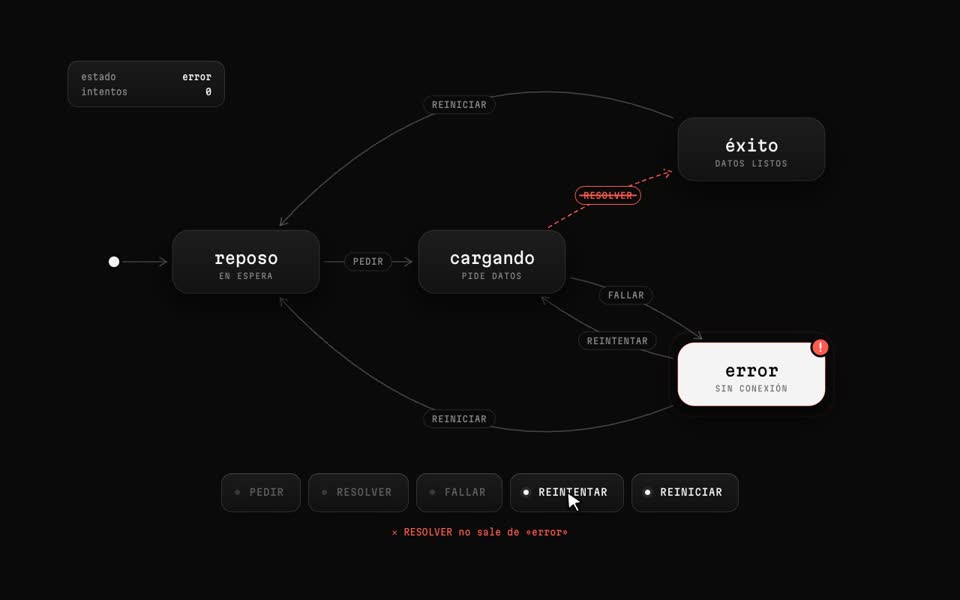 estado error
intentos 0
REINICIAR
éxito
DATOS LISTOS
RESOLVER
reposo
EN ESPERA
PEDIR
cargando
PIDE DATOS
FALLAR
REINTENTAR
error
SIN CONEXIÓN
!
REINICIAR
PEDIR
RESOLVER
FALLAR
REINTENTAR
REINICIAR
× RESOLVER no sale de «error»